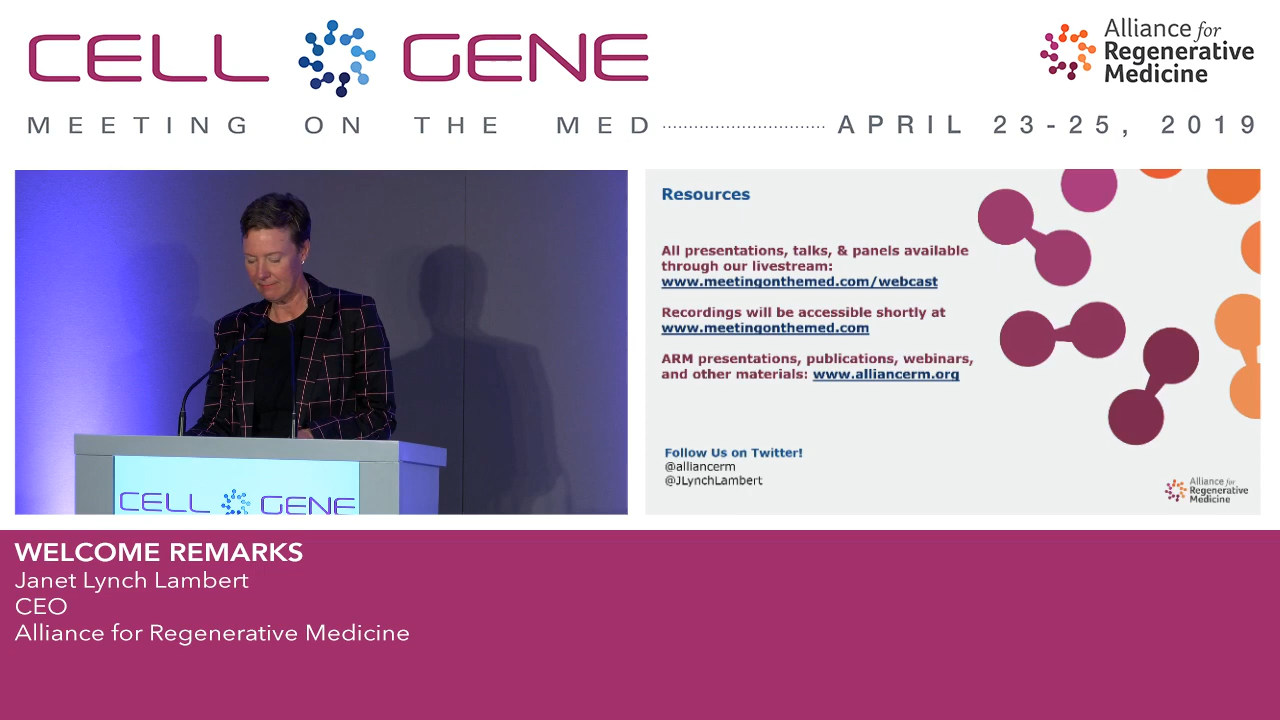 CELL GENE
MEETING ON THE MED
APRIL 23-25, 2019
Alliance for
Regenerative
Medicine
CELL GENE
Resources
All presentations, talks, & panels available
through our livestream:
www.meetingonthemed.com/webcast
Recordings will be accessible shortly at
www.meetingonthemed.com
ARM presentations, publications, webinars,
and other materials: www.alliancerm.org
Follow Us on Twitter!
@alliancerm
@JLynchLambert
Alliance for
Regenerative
Medicine
WELCOME REMARKS
Janet Lynch Lambert
CEO
Alliance for Regenerative Medicine